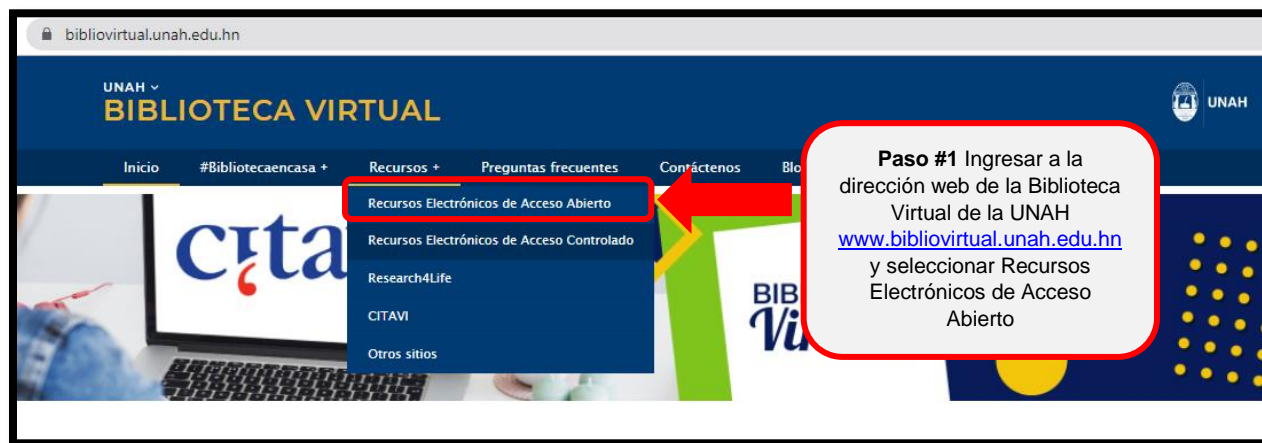 bibliovirtual.unah.edu.hn
UNAH
BIBLIOTECA VIRTUAL
UNAH
Inicio #Bibliotecaencasa + Recursos + Preguntas frecuentes Contáctenos
Recursos Electrónicos de Acceso Abierto
Recursos Electrónicos de Acceso Controlado
Research4Life
CITAVI
Otros sitios
Paso #1 Ingresar a la
dirección web de la Biblioteca
Virtual de la UNAH
www.bibliovirtual.unah.edu.hn
y seleccionar Recursos
Electrónicos de Acceso
Abierto